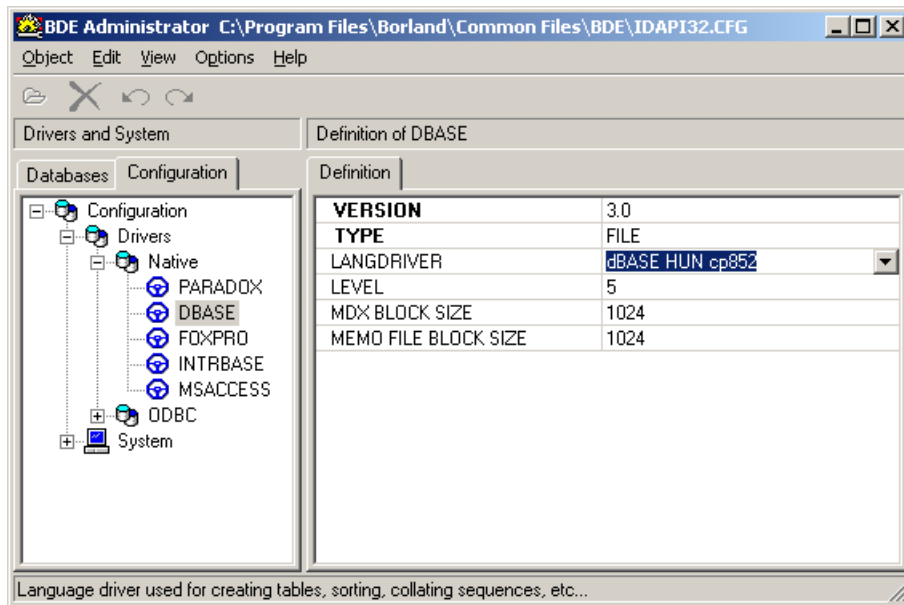 BDE Administrator C:\Program Files\Borland\Common Files\BDE\IDAPI32.CFG
Object Edit View Options Help
Drivers and System
Definition of DBASE
Databases Configuration
Definition
Configuration
Drivers
Native
PARADOX
DBASE
FOXPRO
INTRBASE
MSACCESS
ODBC
System
VERSION 3.0
TYPE FILE
LANGDRIVER dBASE HUN cp852
LEVEL 5
MDX BLOCK SIZE 1024
MEMO FILE BLOCK SIZE 1024
Language driver used for creating tables, sorting, collating sequences, etc...